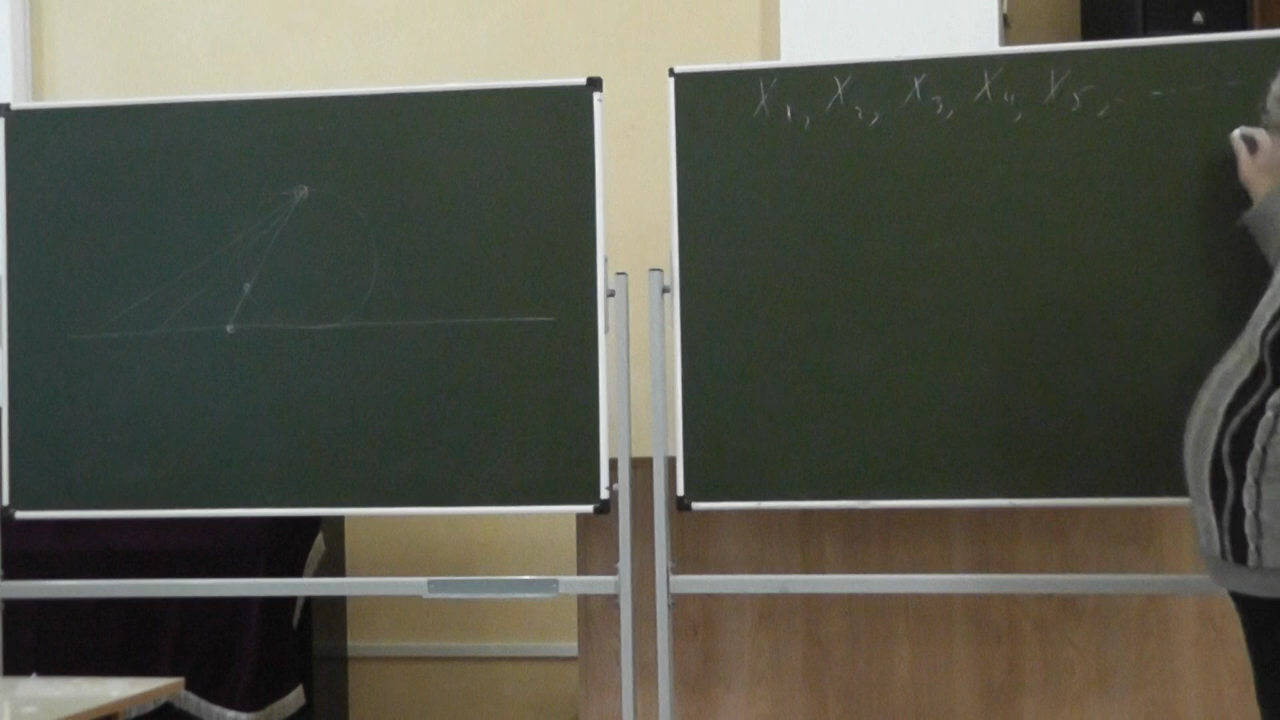 X₁, X₂, X₃, X₄, X₅, - - - - -